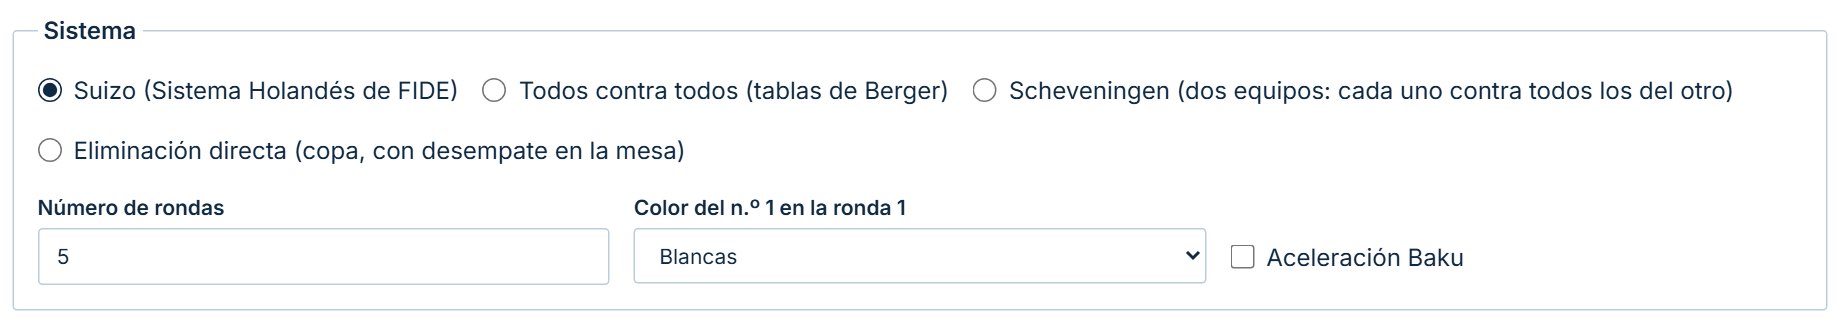 Sistema
Suizo (Sistema Holandés de FIDE) Todos contra todos (tablas de Berger) Scheveningen (dos equipos: cada uno contra todos los del otro)
Eliminación directa (copa, con desempate en la mesa)
Número de rondas Color del n.º 1 en la ronda 1
5 Blancas Aceleración Baku